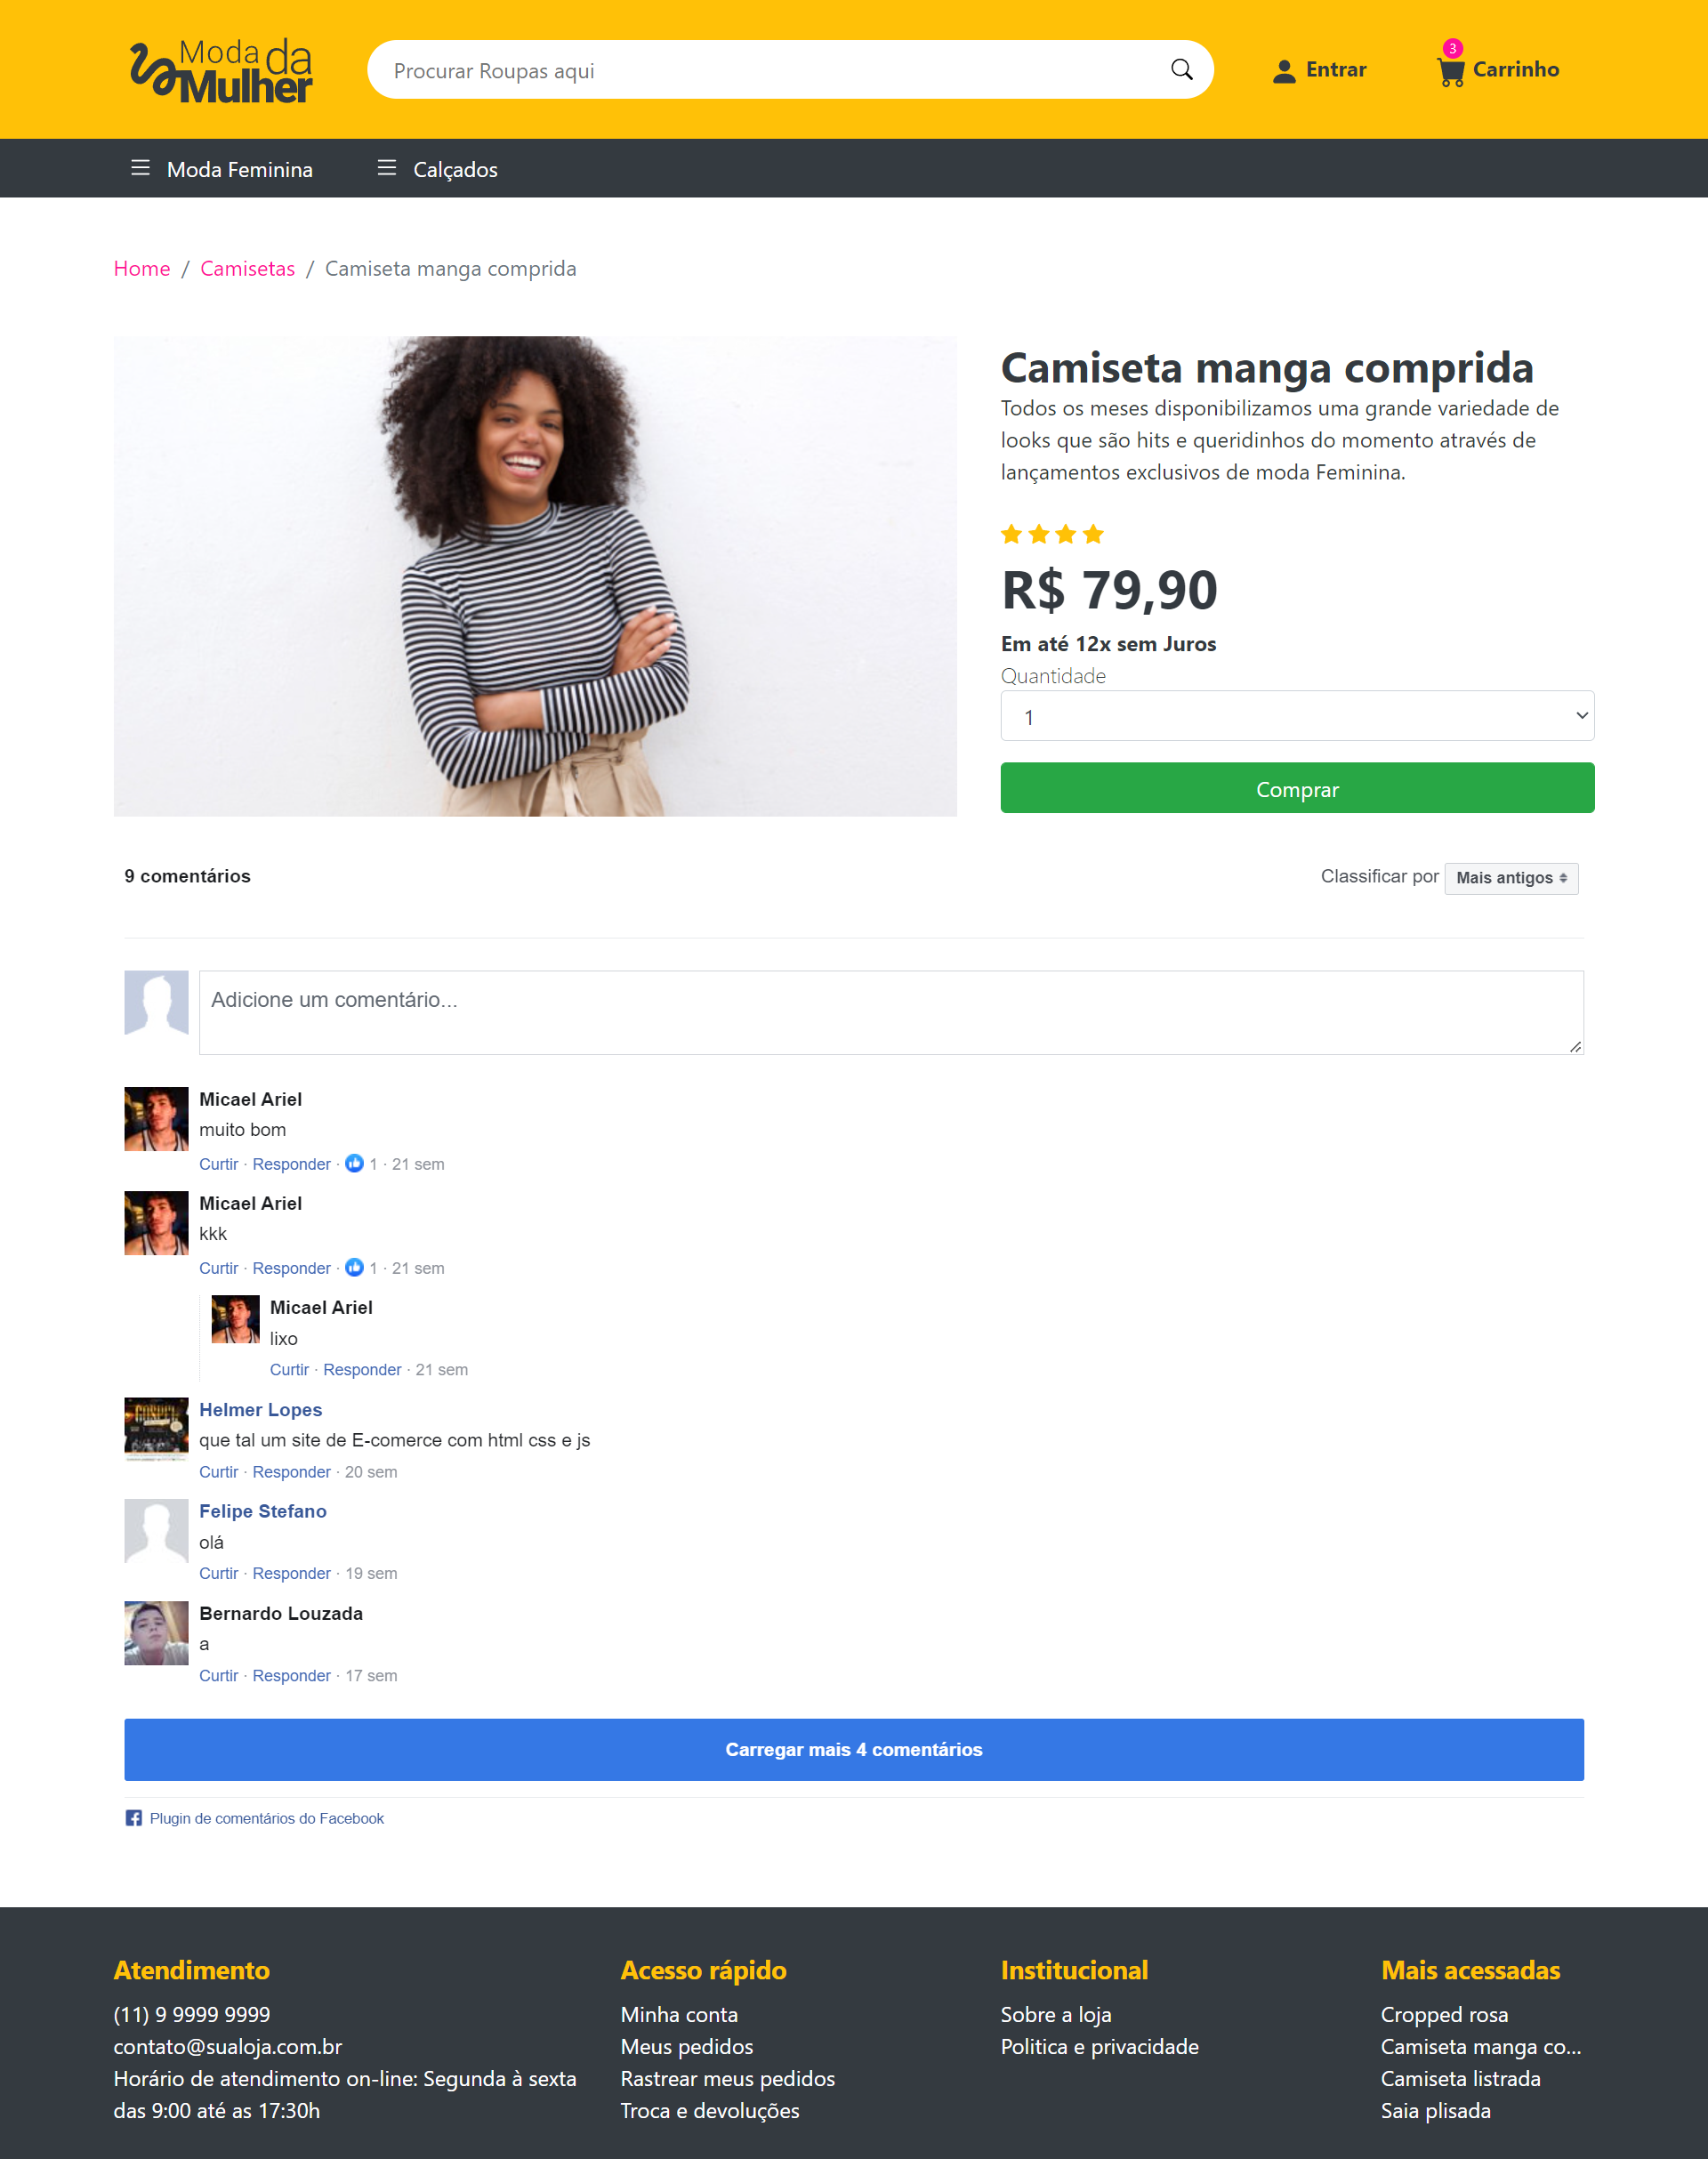 Moda da
Mulher
Procurar Roupas aqui
Entrar
3
Carrinho
Moda Feminina
Calçados
Home / Camisetas / Camiseta manga comprida
Camiseta manga comprida
Todos os meses disponibilizamos uma grande variedade de
looks que são hits e queridinhos do momento através de
lançamentos exclusivos de moda Feminina.
R$ 79,90
Em até 12x sem Juros
Quantidade
1
Comprar
9 comentários
Classificar por Mais antigos
Adicione um comentário...
Micael Ariel
muito bom
Curtir · Responder · 1 · 21 sem
Micael Ariel
kkk
Curtir · Responder · 1 · 21 sem
Micael Ariel
lixo
Curtir · Responder · 21 sem
Helmer Lopes
que tal um site de E-comerce com html css e js
Curtir · Responder · 20 sem
Felipe Stefano
olá
Curtir · Responder · 19 sem
Bernardo Louzada
a
Curtir · Responder · 17 sem
Carregar mais 4 comentários
Plugin de comentários do Facebook
Atendimento
(11) 9 9999 9999
contato@sualoja.com.br
Horário de atendimento on-line: Segunda à sexta
das 9:00 até as 17:30h
Acesso rápido
Minha conta
Meus pedidos
Rastrear meus pedidos
Troca e devoluções
Institucional
Sobre a loja
Politica e privacidade
Mais acessadas
Cropped rosa
Camiseta manga co...
Camiseta listrada
Saia plisada